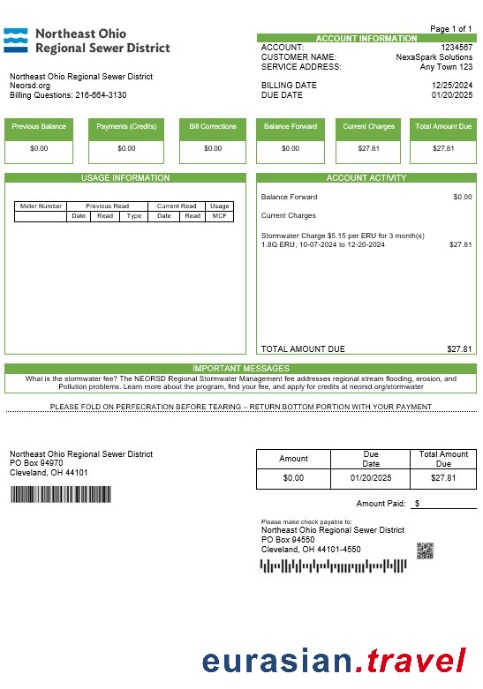 Page 1 of 1
Northeast Ohio
Regional Sewer District
ACCOUNT INFORMATION
ACCOUNT: 1234567
CUSTOMER NAME: NexaSpark Solutions
SERVICE ADDRESS: Any Town 123
Northeast Ohio Regional Sewer District
Neorsd.org
Billing Questions: 216-664-3130
BILLING DATE 12/25/2024
DUE DATE 01/20/2025
Previous Balance Payments (Credits) Bill Corrections Balance Forward Current Charges Total Amount Due
$0.00 $0.00 $0.00 $0.00 $27.81 $27.81
USAGE INFORMATION
Meter Number Previous Read Current Read Usage
Date Read Type Date Read MCF
ACCOUNT ACTIVITY
Balance Forward $0.00
Current Charges
Stormwater Charge $5.15 per ERU for 3 month(s)
1.8Q ERU, 10-07-2024 to 12-20-2024 $27.81
TOTAL AMOUNT DUE $27.81
IMPORTANT MESSAGES
What is the stormwater fee? The NEORSD Regional Stormwater Management fee addresses regional stream flooding, erosion, and
Pollution problems. Learn more about the program, find your fee, and apply for credits at neorsd.org/stormwater
PLEASE FOLD ON PERFECRATION BEFORE TEARING – RETURN BOTTOM PORTION WITH YOUR PAYMENT
Northeast Ohio Regional Sewer District
PO Box 94970
Cleveland, OH 44101
Amount Due Date Total Amount Due
$0.00 01/20/2025 $27.81
Amount Paid: $
Please make check payable to:
Northeast Ohio Regional Sewer District
PO Box 94550
Cleveland, OH 44101-4550
eurasian.travel